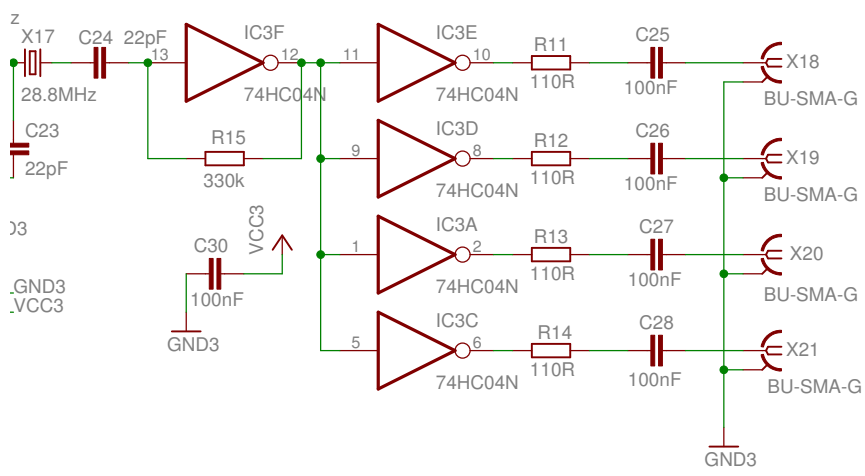 z
X17
C24
22pF
13
IC3F
12
74HC04N
28.8MHz
C23
22pF
R15
330k
11
IC3E
10
74HC04N
R11
110R
C25
100nF
X18
BU-SMA-G
9
IC3D
8
74HC04N
R12
110R
C26
100nF
X19
BU-SMA-G
D3
GND3
VCC3
C30
100nF
VCC3
GND3
1
IC3A
2
74HC04N
R13
110R
C27
100nF
X20
BU-SMA-G
5
IC3C
6
74HC04N
R14
110R
C28
100nF
X21
BU-SMA-G
GND3